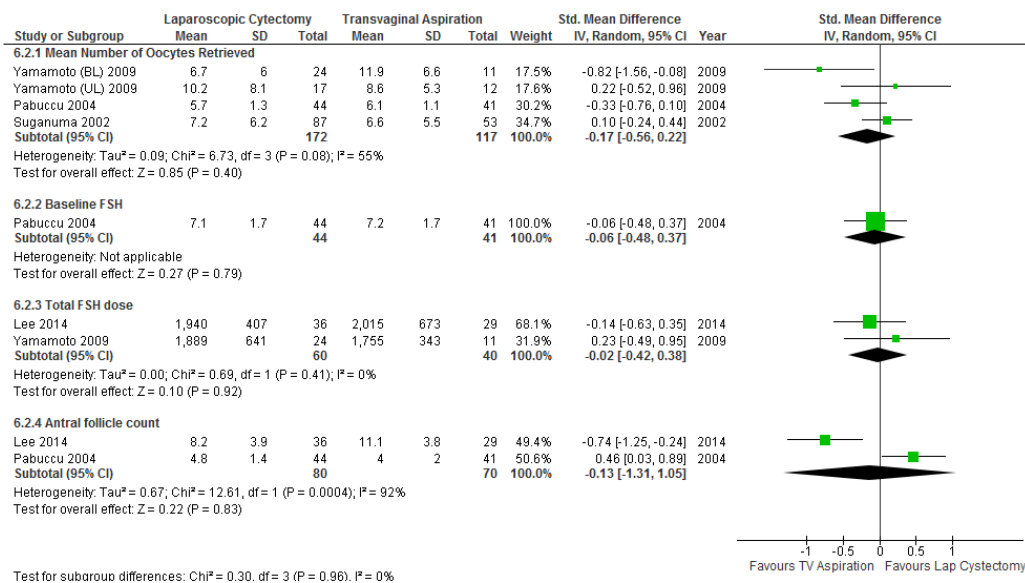 Laparoscopic Cytectomy Transvaginal Aspiration Std. Mean Difference Std. Mean Difference
Study or Subgroup Mean SD Total Mean SD Total Weight IV, Random, 95% CI Year IV, Random, 95% CI
6.2.1 Mean Number of Oocytes Retrieved
Yamamoto (BL) 2009 6.7 6 24 11.9 6.6 11 17.5% -0.82 [-1.56, -0.08] 2009
Yamamoto (UL) 2009 10.2 8.1 17 8.6 5.3 12 17.6% 0.22 [-0.52, 0.96] 2009
Pabuccu 2004 5.7 1.3 44 6.1 1.1 41 30.2% -0.33 [-0.76, 0.10] 2004
Suganuma 2002 7.2 6.2 87 6.6 5.5 53 34.7% 0.10 [-0.24, 0.44] 2002
Subtotal (95% CI) 172 117 100.0% -0.17 [-0.56, 0.22]
Heterogeneity: Tau² = 0.09; Chi² = 6.73, df = 3 (P = 0.08); I² = 55%
Test for overall effect: Z = 0.85 (P = 0.40)
6.2.2 Baseline FSH
Pabuccu 2004 7.1 1.7 44 7.2 1.7 41 100.0% -0.06 [-0.48, 0.37] 2004
Subtotal (95% CI) 44 41 100.0% -0.06 [-0.48, 0.37]
Heterogeneity: Not applicable
Test for overall effect: Z = 0.27 (P = 0.79)
6.2.3 Total FSH dose
Lee 2014 1,940 407 36 2,015 673 29 68.1% -0.14 [-0.63, 0.35] 2014
Yamamoto 2009 1,889 641 24 1,755 343 11 31.9% 0.23 [-0.49, 0.95] 2009
Subtotal (95% CI) 60 40 100.0% -0.02 [-0.42, 0.38]
Heterogeneity: Tau² = 0.00; Chi² = 0.69, df = 1 (P = 0.41); I² = 0%
Test for overall effect: Z = 0.10 (P = 0.92)
6.2.4 Antral follicle count
Lee 2014 8.2 3.9 36 11.1 3.8 29 49.4% -0.74 [-1.25, -0.24] 2014
Pabuccu 2004 4.8 1.4 44 4 2 41 50.6% 0.46 [0.03, 0.89] 2004
Subtotal (95% CI) 80 70 100.0% -0.13 [-1.31, 1.05]
Heterogeneity: Tau² = 0.67; Chi² = 12.61, df = 1 (P = 0.0004); I² = 92%
Test for overall effect: Z = 0.22 (P = 0.83)
-1 -0.5 0 0.5 1
Favours TV Aspiration Favours Lap Cystectomy
Test for subgroup differences: Chi² = 0.30, df = 3 (P = 0.96), I² = 0%